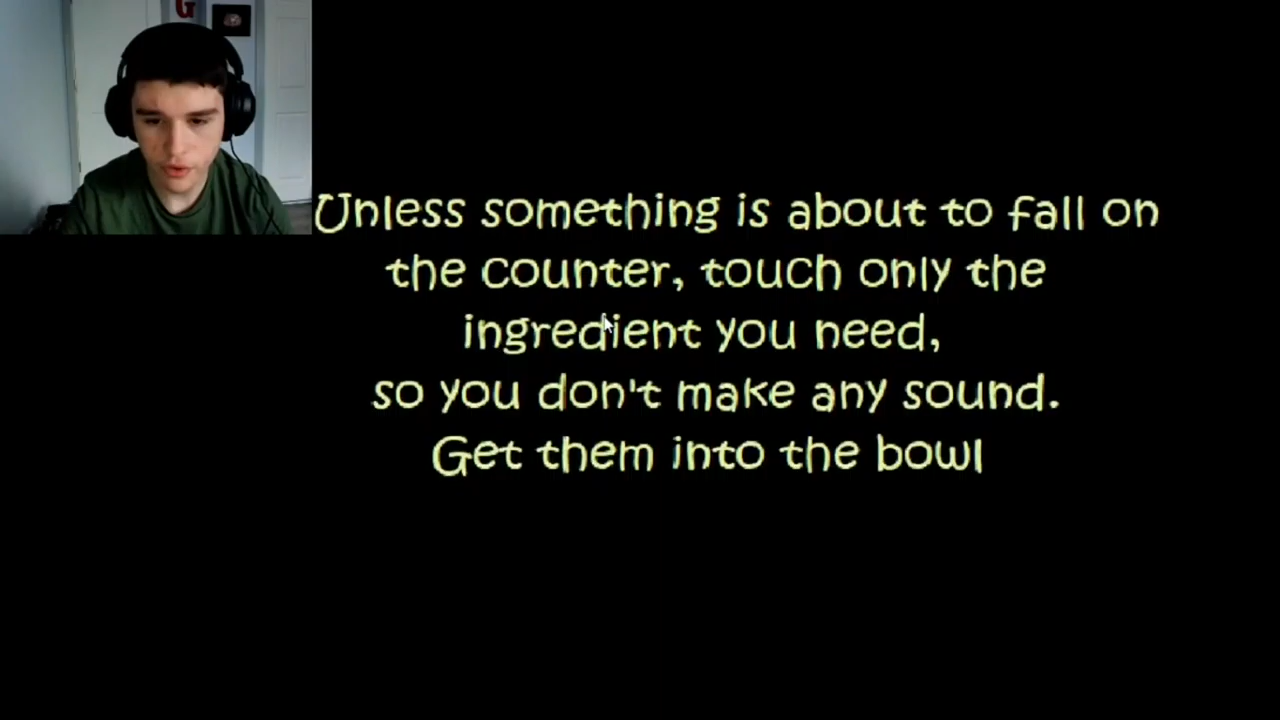 G
Unless something is about to fall on
the counter, touch only the
ingredient you need,
so you don't make any sound.
Get them into the bowl